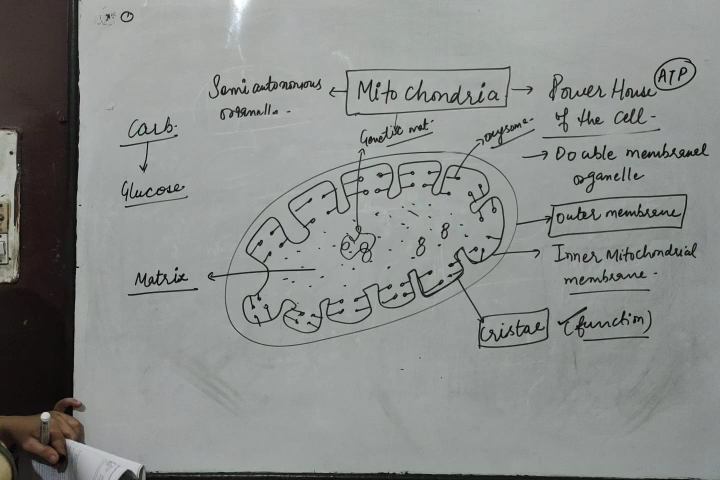 Semi autonomous
organelle.
Mitochondria
Power House
ATP
of the cell.
Genetic mat.
Oxysome.
Carb.
Glucose
Double membranel
organelle
Outer membrane
Inner Mitochondrial
membrane.
Matrix
Cristae
(function)